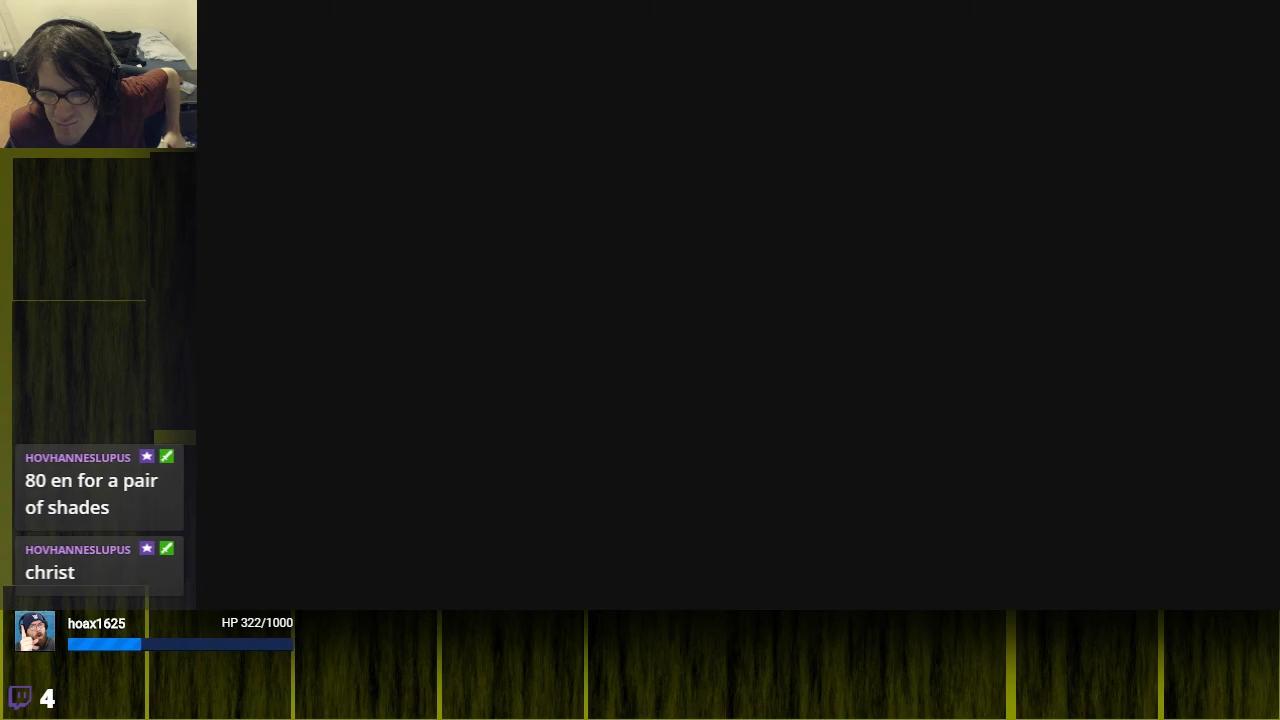 HOVHANNESLUPUS
80 en for a pair
of shades
HOVHANNESLUPUS
christ
hoax1625
HP 322/1000
4